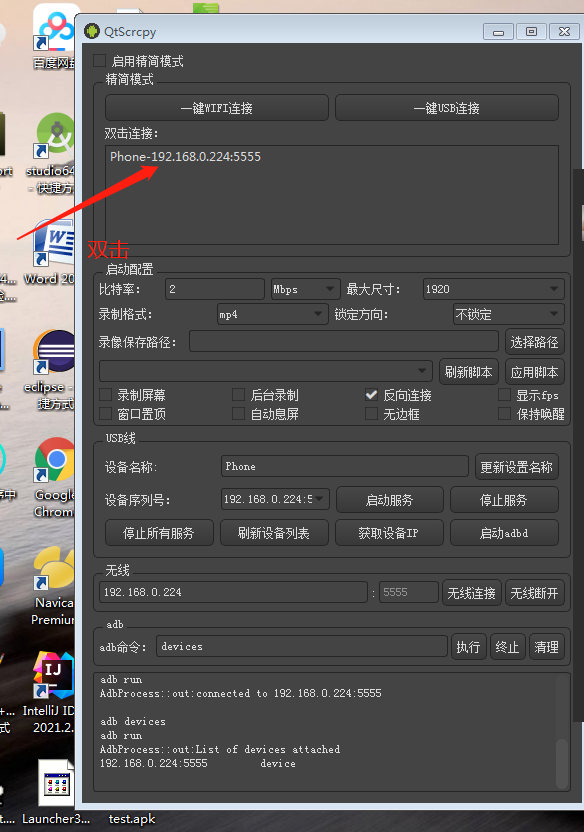 QtScrcpy
启用精简模式
精简模式
一键WIFI连接
一键USB连接
双击连接：
Phone-192.168.0.224:5555
双击
启动配置
比特率： 2 Mbps 最大尺寸： 1920
录制格式： mp4 锁定方向： 不锁定
录像保存路径： 选择路径
刷新脚本 应用脚本
录制屏幕 后台录制 反向连接 显示fps
窗口置顶 自动息屏 无边框 保持唤醒
USB线
设备名称： Phone 更新设置名称
设备序列号： 192.168.0.224:5 启动服务 停止服务
停止所有服务 刷新设备列表 获取设备IP 启动adbd
无线
192.168.0.224 : 5555 无线连接 无线断开
adb
adb命令： devices 执行 终止 清理
adb run
AdbProcess::out:connected to 192.168.0.224:5555
adb devices
adb run
AdbProcess::out:List of devices attached
192.168.0.224:5555 device
百度网
studio64
- 快捷方
Word 20
eclipse -
捷方式
Google
Chrom
Navica
Premium
IntelliJ ID
2021.2.
Launcher3...
test.apk